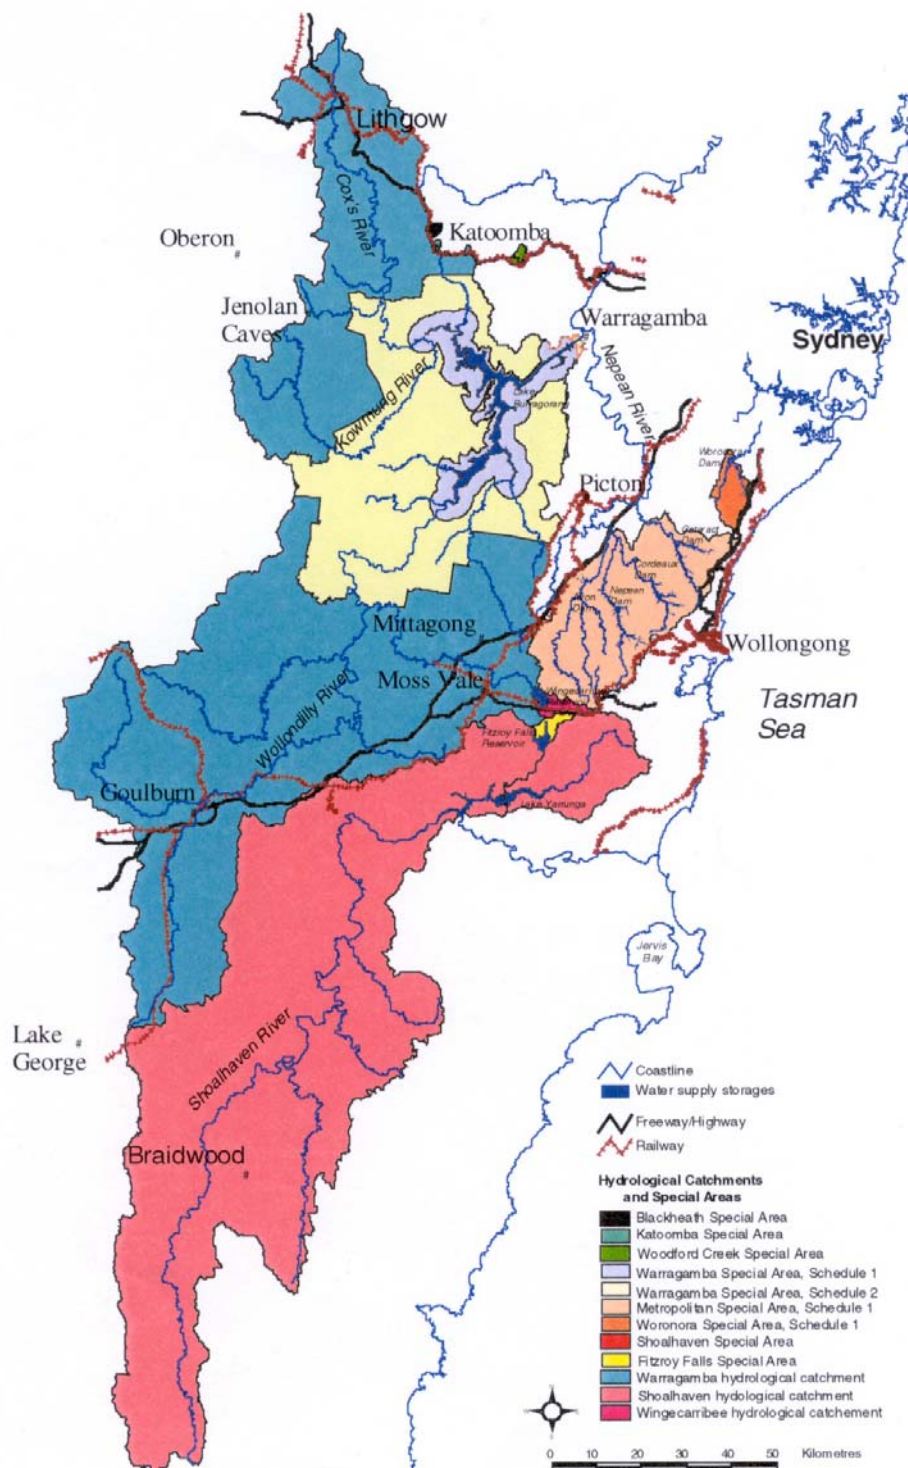 Lithgow
Cox's River
Katoomba
Oberon
Jenolan
Caves
Warragamba
Sydney
Kowmung River
Lake
Burragorang
Nepean River
Woronora
Dam
Picton
Cataract
Dam
Cordeaux
Dam
Nepean
Dam
Avon
Dam
Mittagong
Wollongong
Moss Vale
Tasman
Sea
Wollondilly River
Fitzroy Falls
Reservoir
Goulburn
Lake Yarrunga
Jervis
Bay
Lake
George
Shoalhaven River
Braidwood
Coastline
Water supply storages
Freeway/Highway
Railway
Hydrological Catchments
and Special Areas
Blackheath Special Area
Katoomba Special Area
Woodford Creek Special Area
Warragamba Special Area, Schedule 1
Warragamba Special Area, Schedule 2
Metropolitan Special Area, Schedule 1
Woronora Special Area, Schedule 1
Shoalhaven Special Area
Fitzroy Falls Special Area
Warragamba hydrological catchment
Shoalhaven hydological catchment
Wingecarribee hydrological catchement
0 10 20 30 40 50 Kilometres